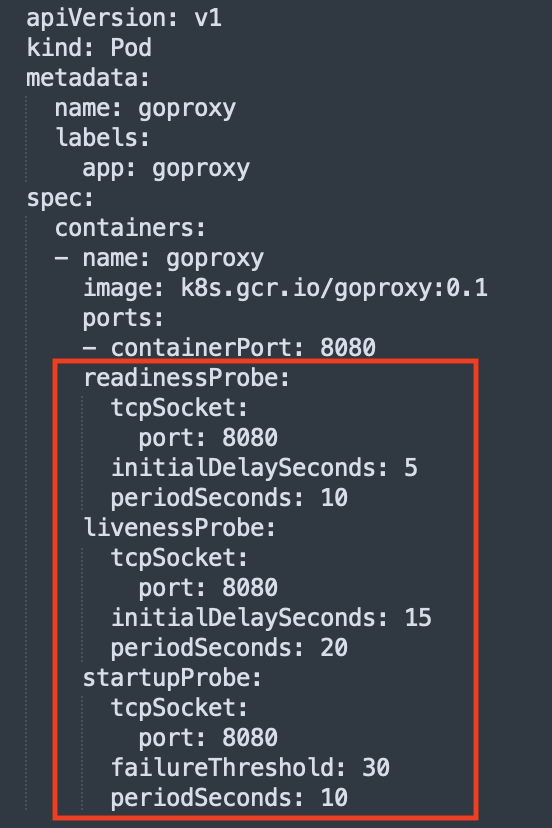 apiVersion: v1
kind: Pod
metadata:
  name: goproxy
  labels:
    app: goproxy
spec:
  containers:
  - name: goproxy
    image: k8s.gcr.io/goproxy:0.1
    ports:
    - containerPort: 8080
    readinessProbe:
      tcpSocket:
        port: 8080
      initialDelaySeconds: 5
      periodSeconds: 10
    livenessProbe:
      tcpSocket:
        port: 8080
      initialDelaySeconds: 15
      periodSeconds: 20
    startupProbe:
      tcpSocket:
        port: 8080
      failureThreshold: 30
      periodSeconds: 10